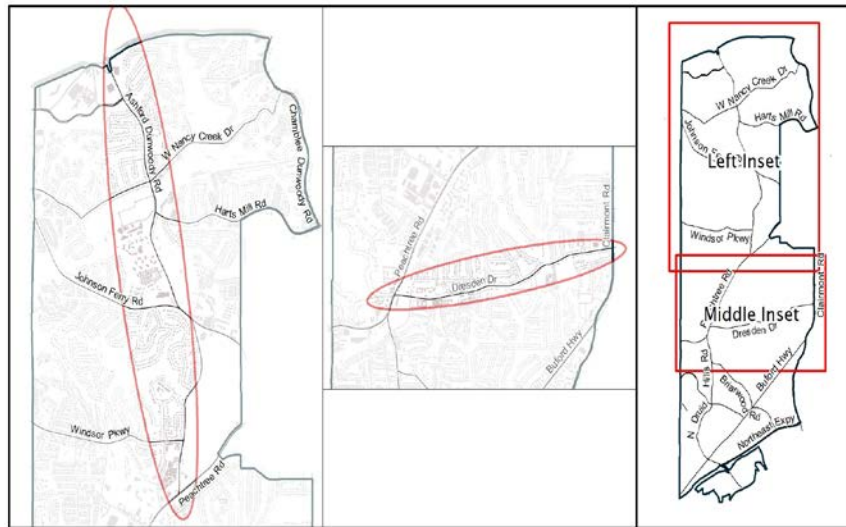 Ashford Dunwoody Rd
W Nancy Creek Dr
Chamblee Dunwoody Rd
Harts Mill Rd
Johnson Ferry Rd
Windsor Pkwy
Peachtree Rd
Peachtree Rd
Clairmont Rd
Dresden Dr
Buford Hwy
W Nancy Creek Dr
Harts Mill Rd
Johnson
Left Inset
Windsor Pkwy
Peachtree Rd
Clairmont Rd
Middle Inset
Dresden Dr
Buford Hwy
N Druid Hills Rd
Briarwood Rd
Northeast Expy